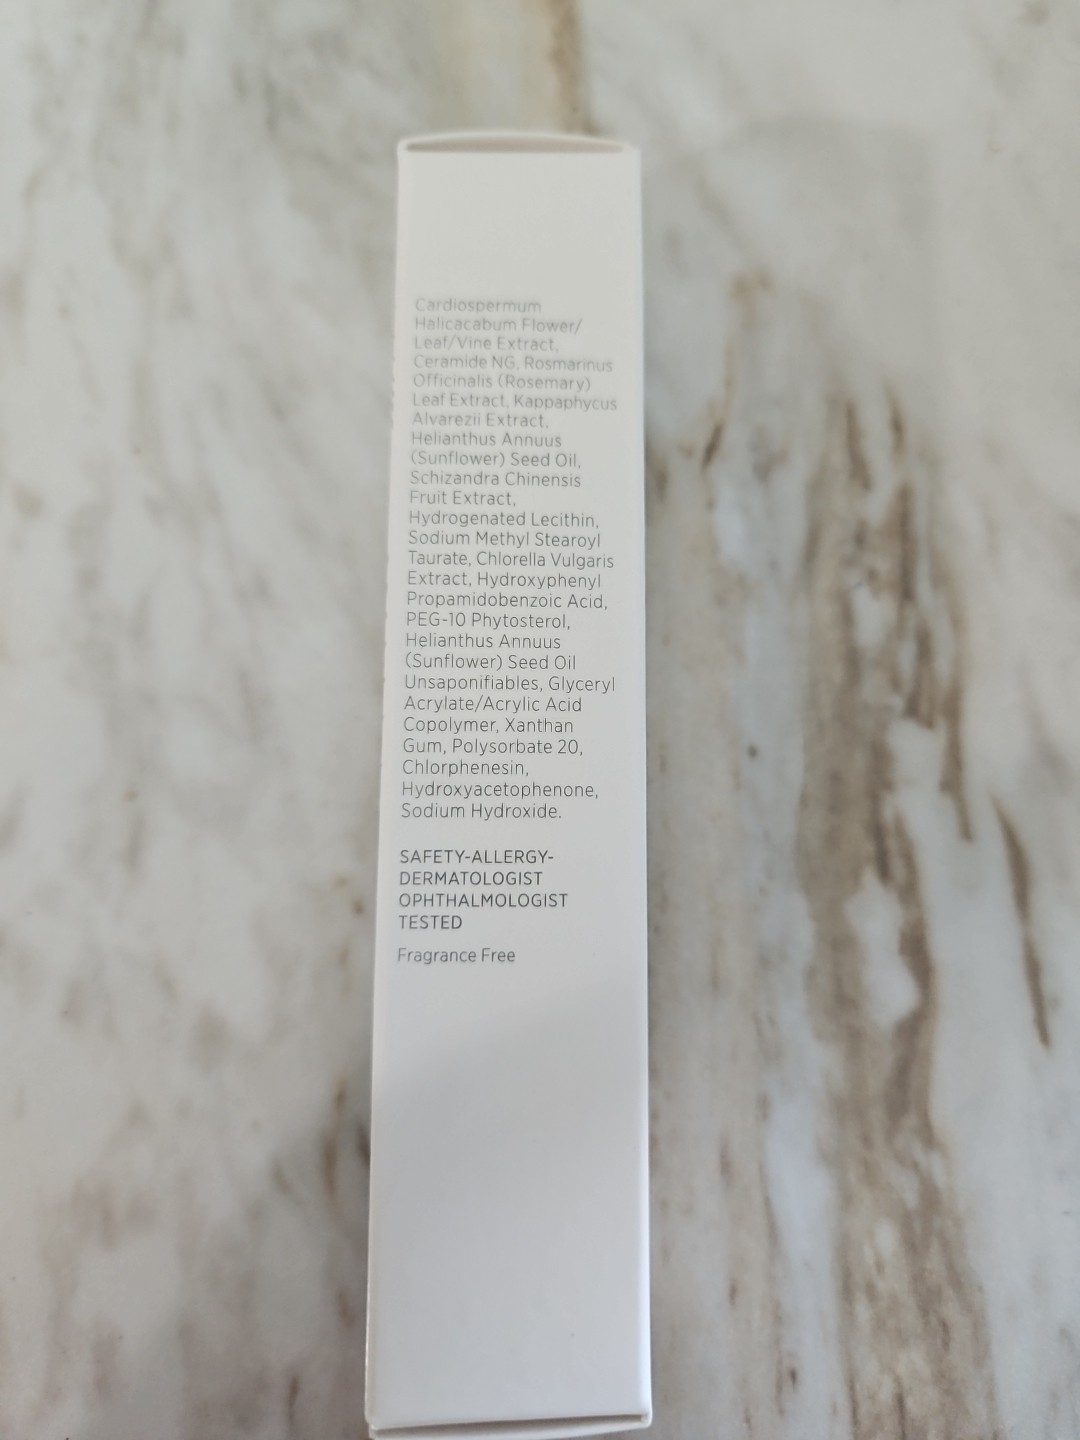 Cardiospermum
Halicacabum Flower/
Leaf/Vine Extract,
Ceramide NG, Rosmarinus
Officinalis (Rosemary)
Leaf Extract, Kappaphycus
Alvarezii Extract,
Helianthus Annuus
(Sunflower) Seed Oil,
Schizandra Chinensis
Fruit Extract,
Hydrogenated Lecithin,
Sodium Methyl Stearoyl
Taurate, Chlorella Vulgaris
Extract, Hydroxyphenyl
Propamidobenzoic Acid,
PEG-10 Phytosterol,
Helianthus Annuus
(Sunflower) Seed Oil
Unsaponifiables, Glyceryl
Acrylate/Acrylic Acid
Copolymer, Xanthan
Gum, Polysorbate 20,
Chlorphenesin,
Hydroxyacetophenone,
Sodium Hydroxide.
SAFETY-ALLERGY-
DERMATOLOGIST
OPHTHALMOLOGIST
TESTED
Fragrance Free